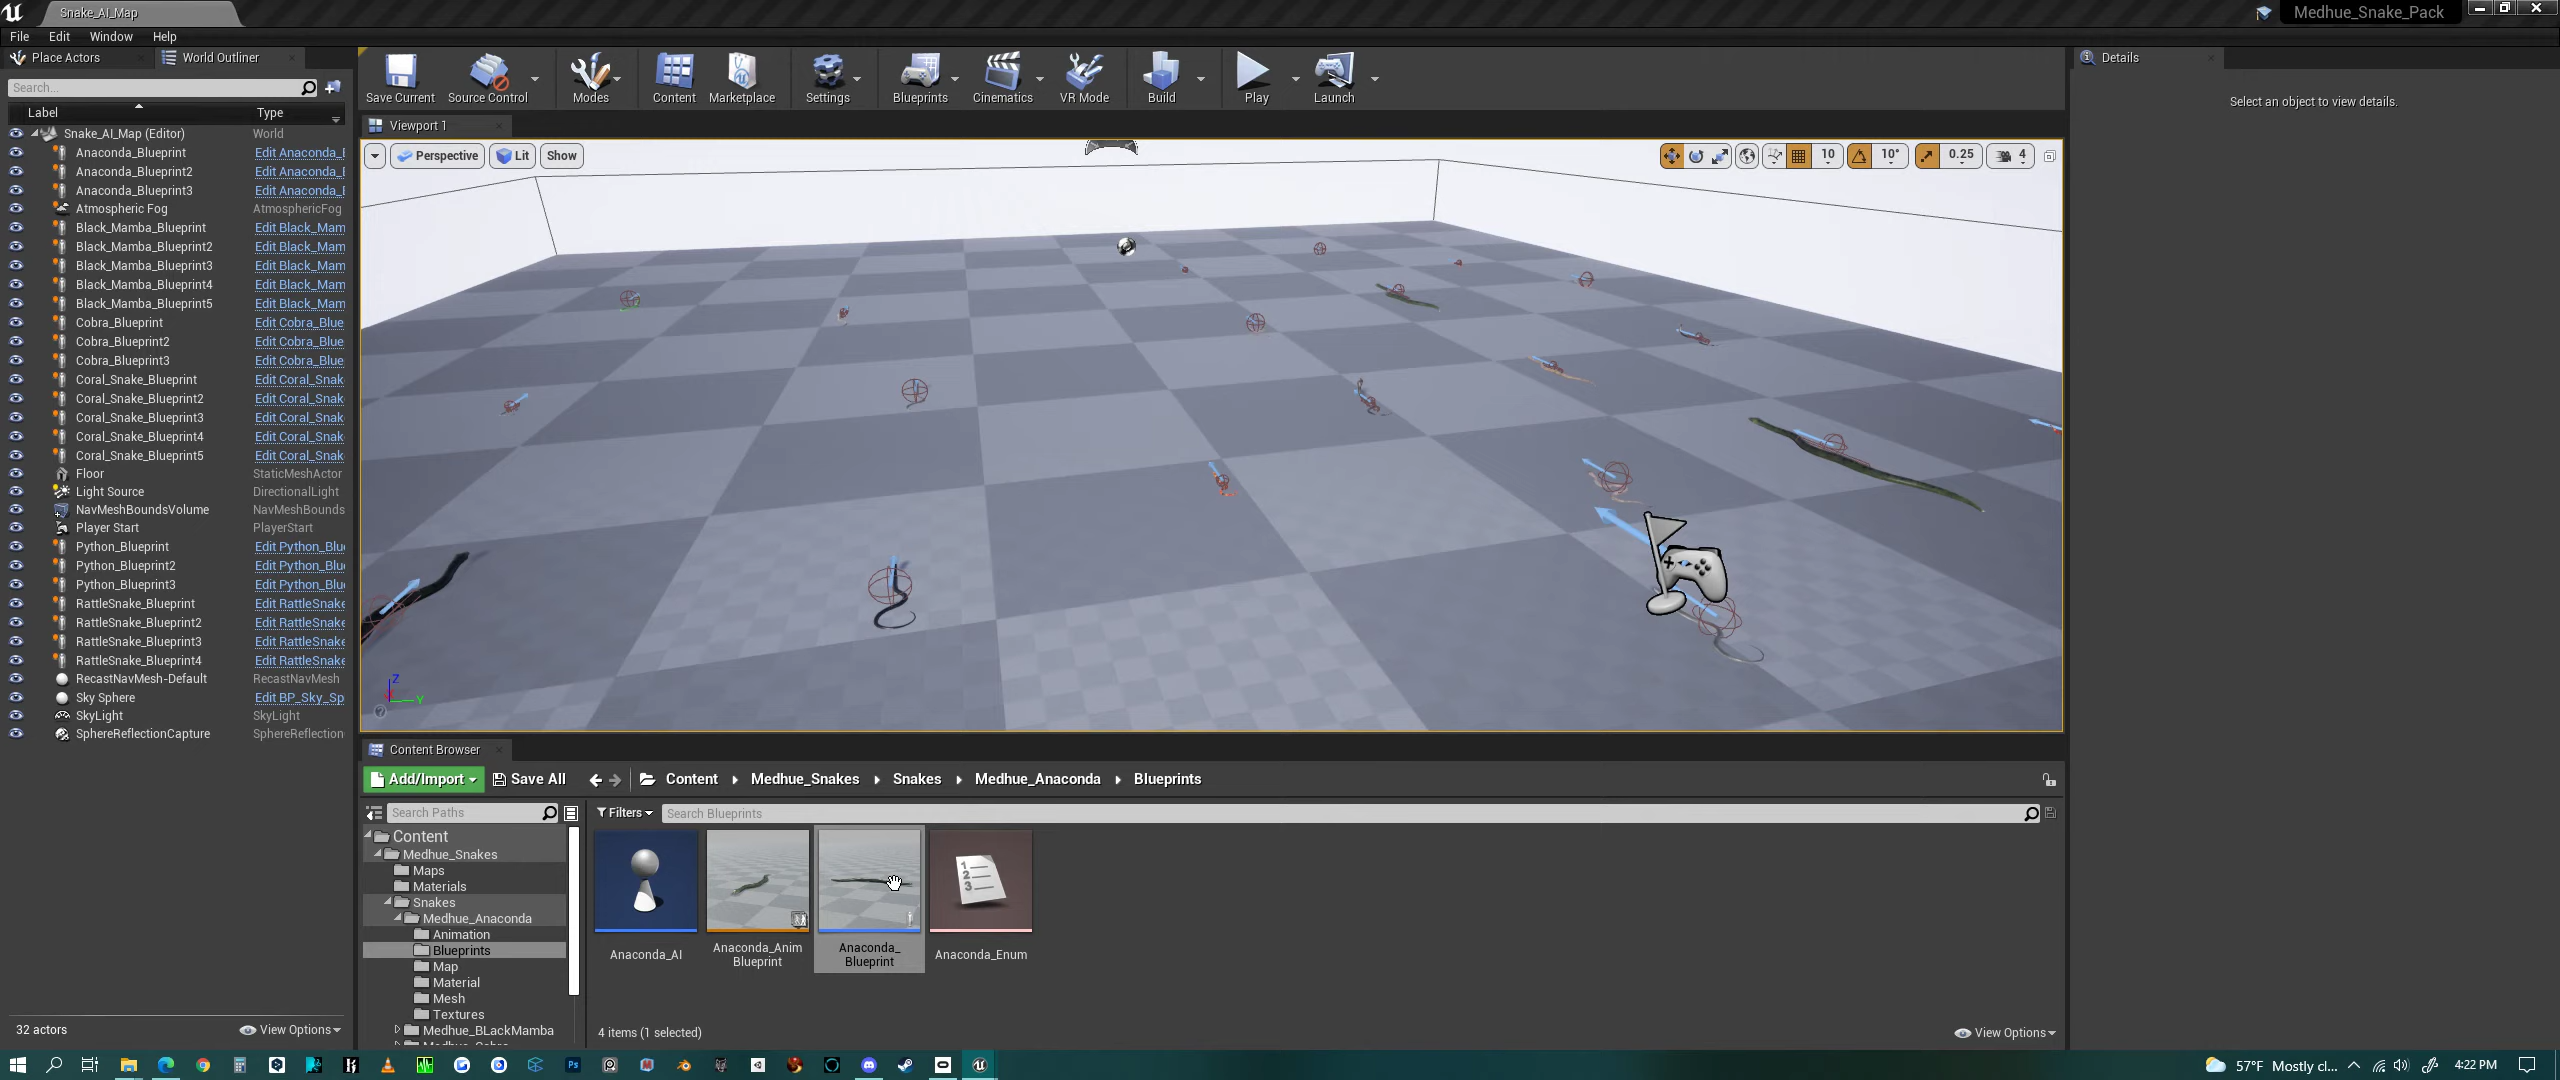 Snake_AI_Map
Medhue_Snake_Pack
File Edit Window Help
Place Actors
World Outliner
Search...
Label Type
Snake_AI_Map (Editor) World
Anaconda_Blueprint Edit Anaconda_B
Anaconda_Blueprint2 Edit Anaconda_B
Anaconda_Blueprint3 Edit Anaconda_B
Atmospheric Fog AtmosphericFog
Black_Mamba_Blueprint Edit Black_Mam
Black_Mamba_Blueprint2 Edit Black_Mam
Black_Mamba_Blueprint3 Edit Black_Mam
Black_Mamba_Blueprint4 Edit Black_Mam
Black_Mamba_Blueprint5 Edit Black_Mam
Cobra_Blueprint Edit Cobra_Blue
Cobra_Blueprint2 Edit Cobra_Blue
Cobra_Blueprint3 Edit Cobra_Blue
Coral_Snake_Blueprint Edit Coral_Snak
Coral_Snake_Blueprint2 Edit Coral_Snak
Coral_Snake_Blueprint3 Edit Coral_Snak
Coral_Snake_Blueprint4 Edit Coral_Snak
Coral_Snake_Blueprint5 Edit Coral_Snak
Floor StaticMeshActor
Light Source DirectionalLight
NavMeshBoundsVolume NavMeshBounds
Player Start PlayerStart
Python_Blueprint Edit Python_Blu
Python_Blueprint2 Edit Python_Blu
Python_Blueprint3 Edit Python_Blu
RattleSnake_Blueprint Edit RattleSnake
RattleSnake_Blueprint2 Edit RattleSnake
RattleSnake_Blueprint3 Edit RattleSnake
RattleSnake_Blueprint4 Edit RattleSnake
RecastNavMesh-Default RecastNavMesh
Sky Sphere Edit BP_Sky_Sp
SkyLight SkyLight
SphereReflectionCapture SphereReflection
32 actors
View Options
Save Current
Source Control
Modes
Content
Marketplace
Settings
Blueprints
Cinematics
VR Mode
Build
Play
Launch
Viewport 1
Perspective
Lit
Show
10
10°
0.25
4
Z
Y
Details
Select an object to view details.
Content Browser
Add/Import
Save All
Content Medhue_Snakes Snakes Medhue_Anaconda Blueprints
Search Paths
Filters
Search Blueprints
Content
Medhue_Snakes
Maps
Materials
Snakes
Medhue_Anaconda
Animation
Blueprints
Map
Material
Mesh
Textures
Medhue_BLackMamba
Anaconda_AI
Anaconda_Anim
Blueprint
Anaconda_
Blueprint
1
2
3
Anaconda_Enum
4 items (1 selected)
View Options
Ps
57°F Mostly cl...
4:22 PM